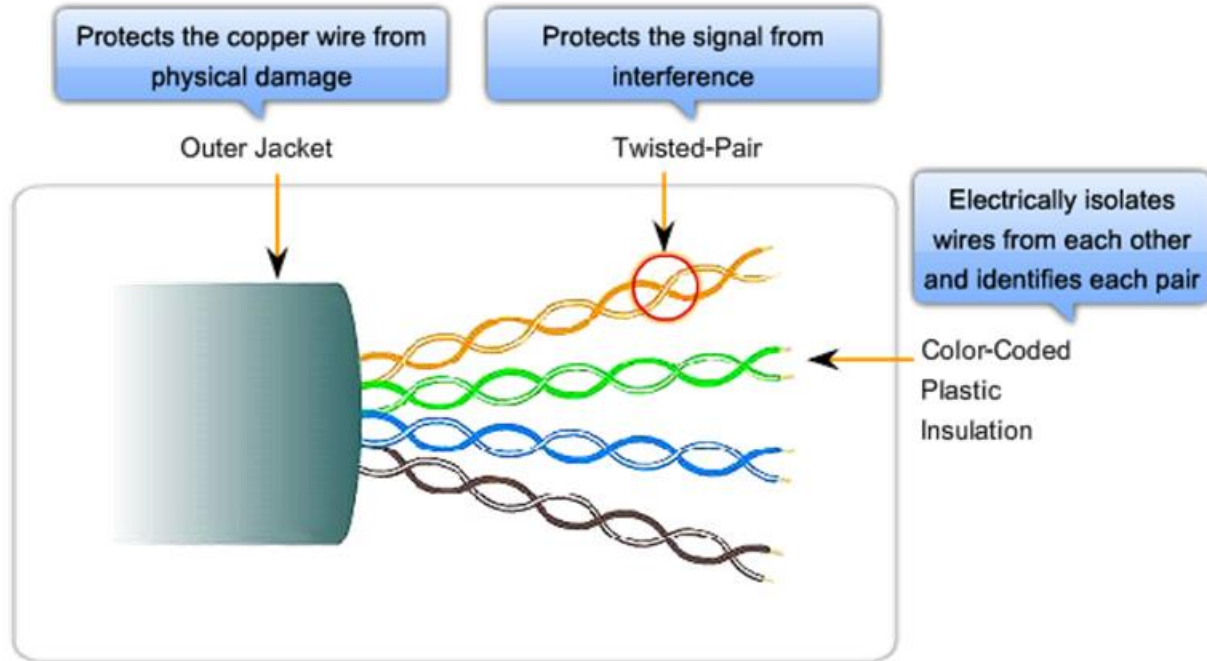 Protects the copper wire from
physical damage
Protects the signal from
interference
Outer Jacket
Twisted-Pair
Electrically isolates
wires from each other
and identifies each pair
Color-Coded
Plastic
Insulation